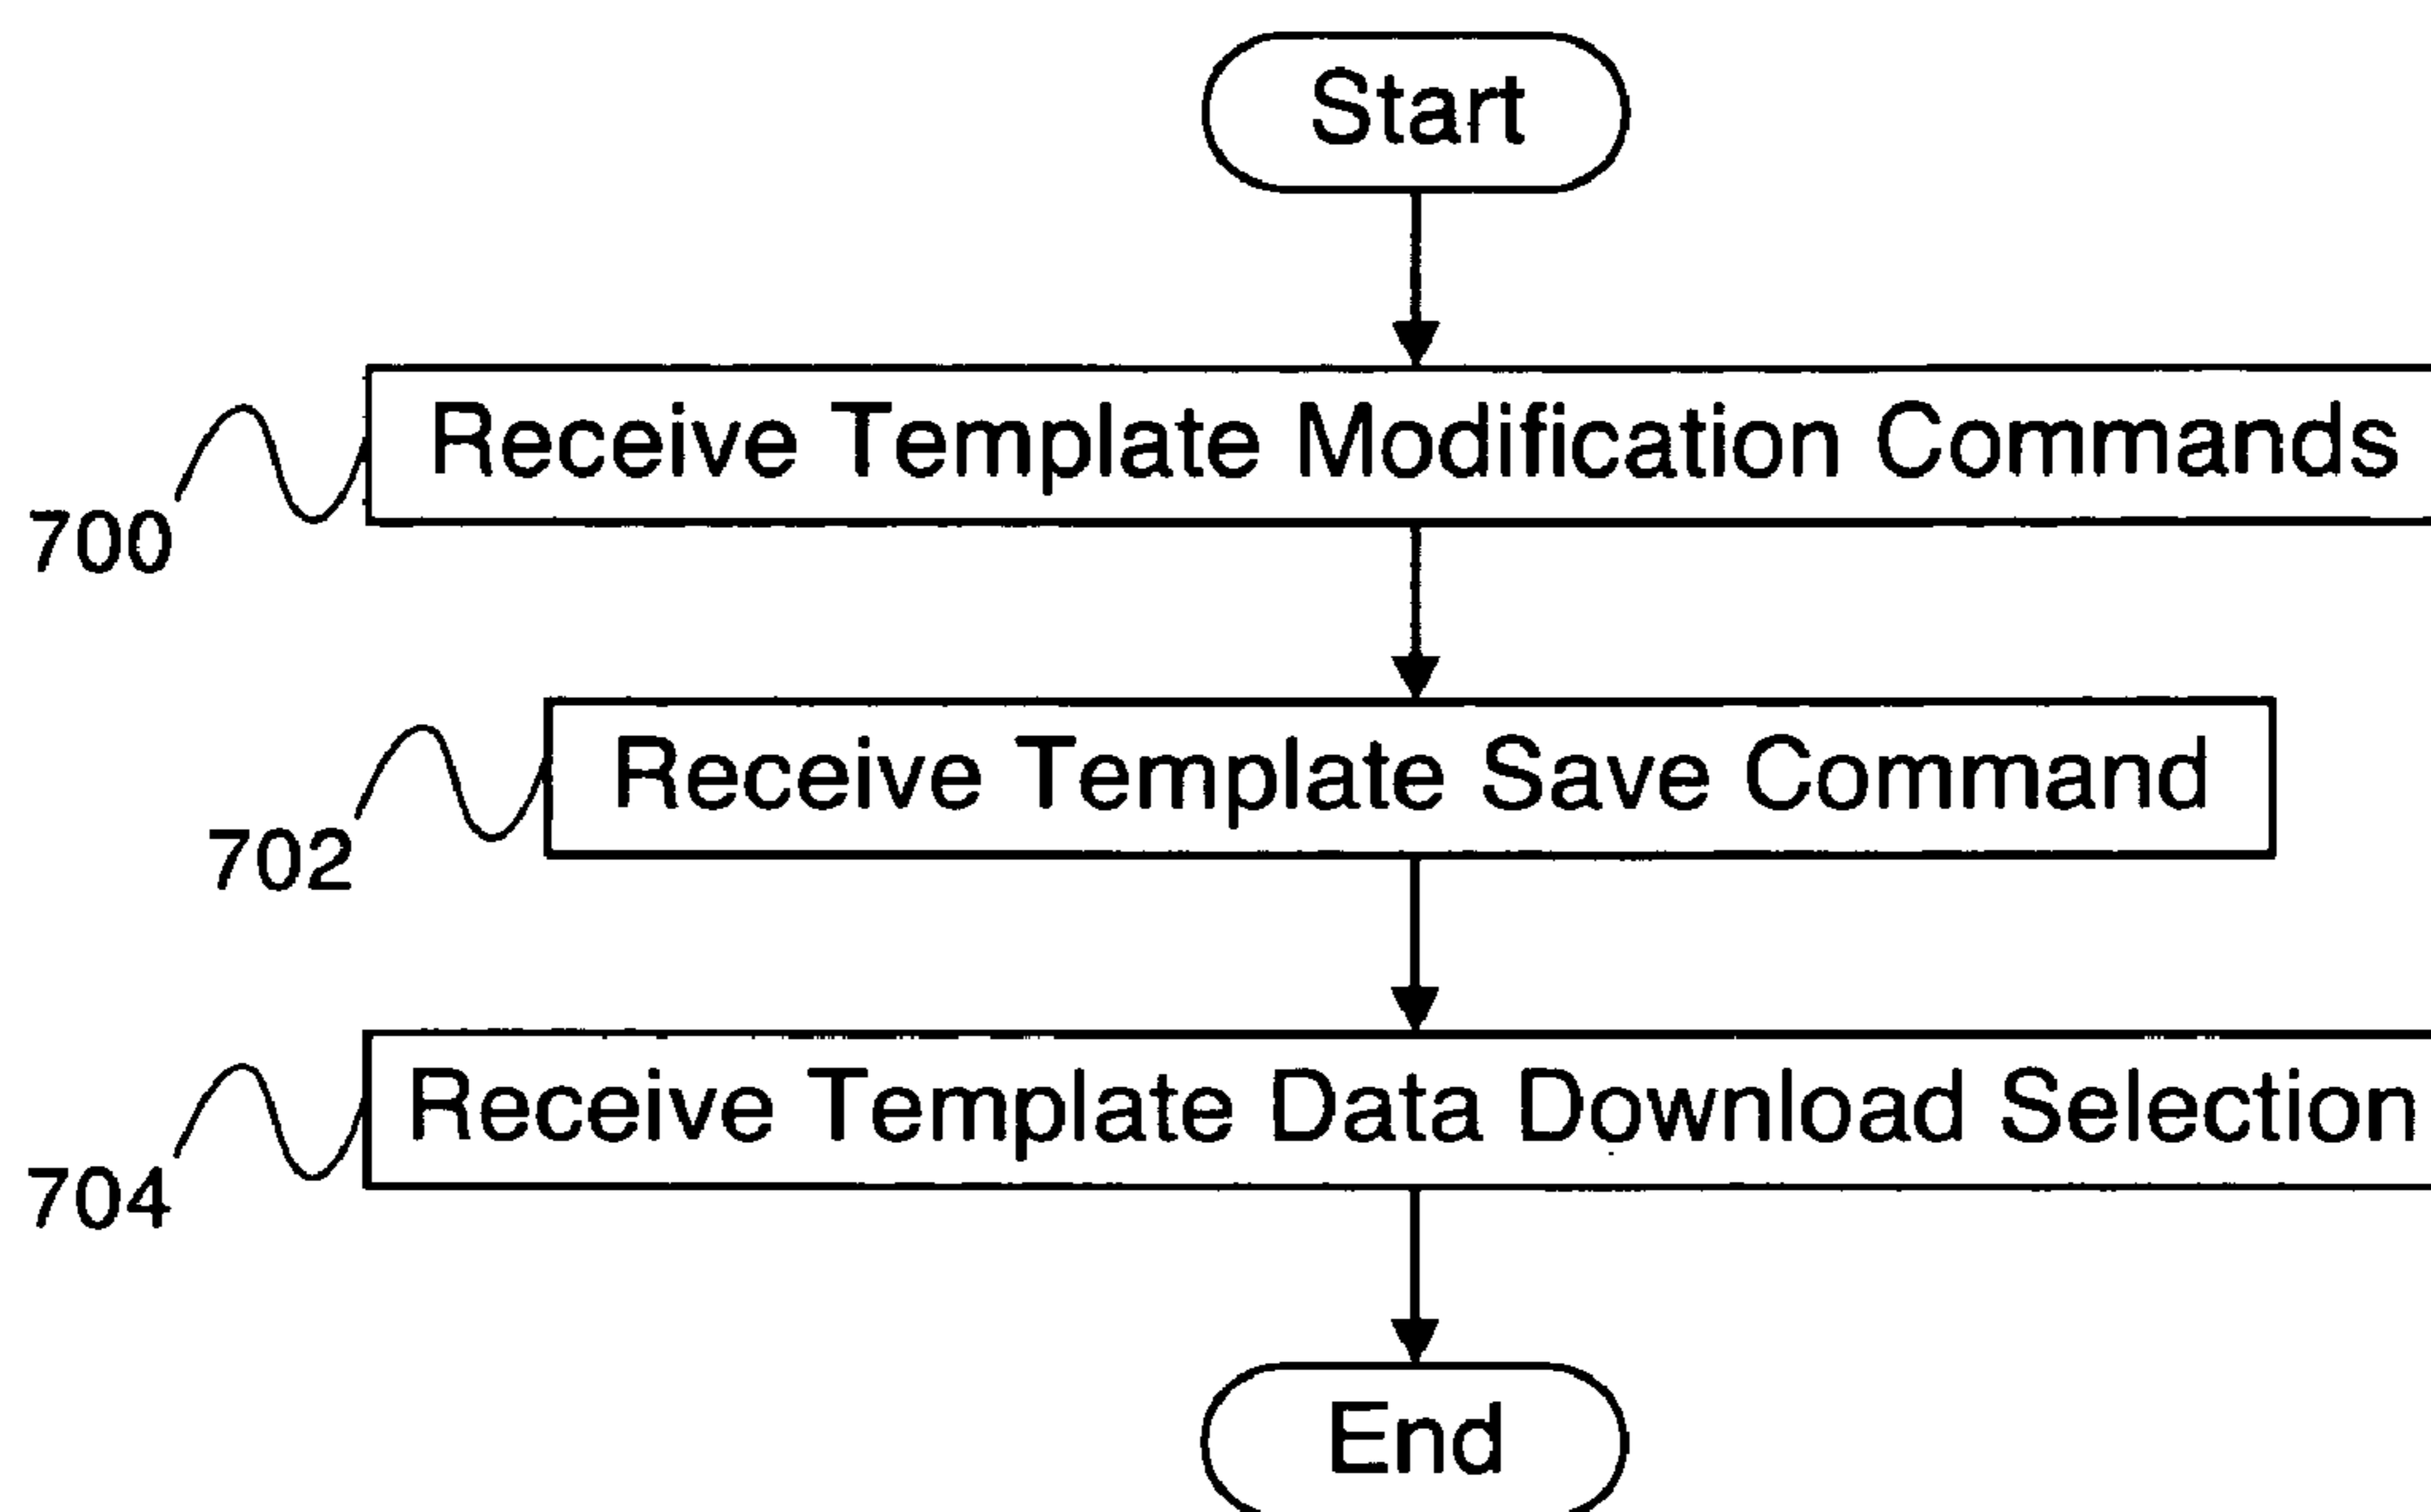 Start
Receive Template Modification Commands
700
Receive Template Save Command
702
Receive Template Data Download Selection
704
End